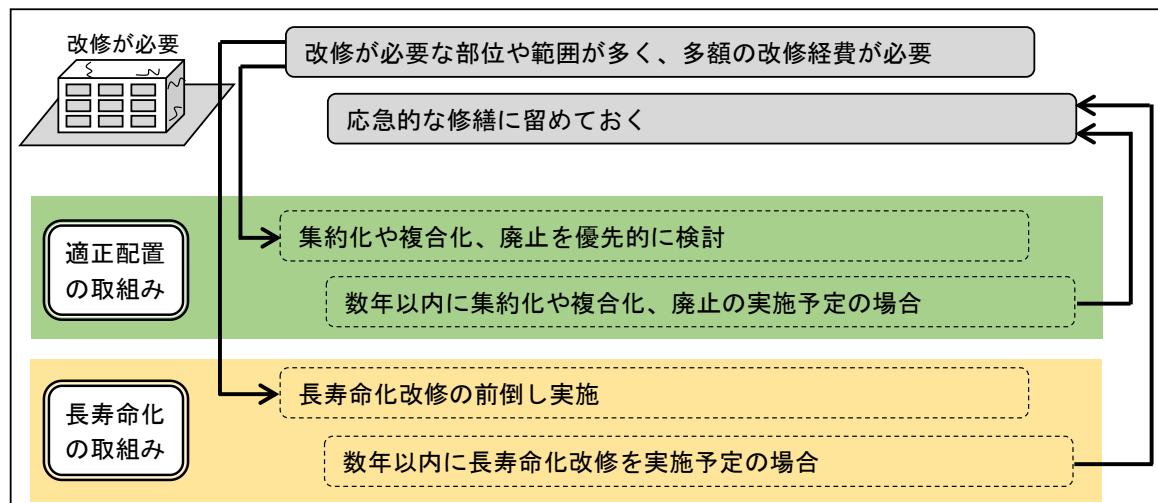 改修が必要
改修が必要な部位や範囲が多く、多額の改修経費が必要
応急的な修繕に留めておく
適正配置
の取組み
集約化や複合化、廃止を優先的に検討
数年以内に集約化や複合化、廃止の実施予定の場合
長寿命化
の取組み
長寿命化改修の前倒し実施
数年以内に長寿命化改修を実施予定の場合